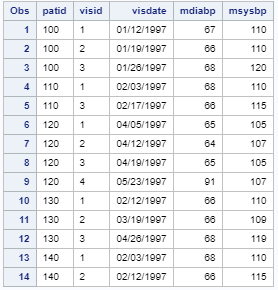 Obs patid visid visdate mdiabp msysbp
1 100 1 01/12/1997 67 110
2 100 2 01/19/1997 66 110
3 100 3 01/26/1997 68 120
4 110 1 02/03/1997 68 110
5 110 3 02/17/1997 66 115
6 120 1 04/05/1997 65 105
7 120 2 04/12/1997 64 107
8 120 3 04/19/1997 65 105
9 120 4 05/23/1997 91 107
10 130 1 02/12/1997 66 110
11 130 2 03/19/1997 66 109
12 130 3 04/26/1997 68 119
13 140 1 02/03/1997 68 110
14 140 2 02/12/1997 66 115